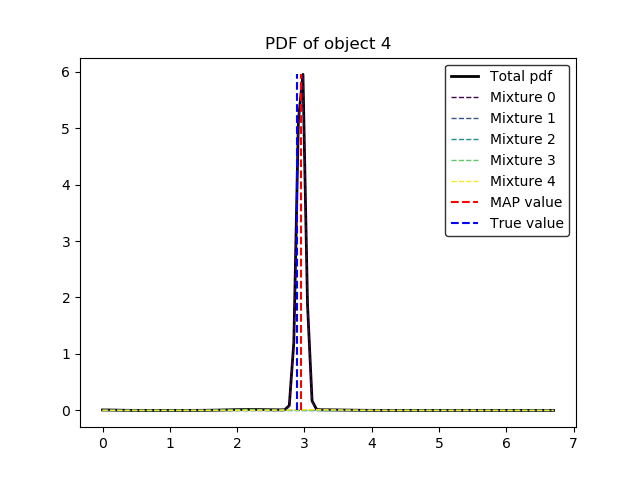 PDF of object 4
6
5
4
3
2
1
0
0 1 2 3 4 5 6 7
Total pdf
Mixture 0
Mixture 1
Mixture 2
Mixture 3
Mixture 4
MAP value
True value